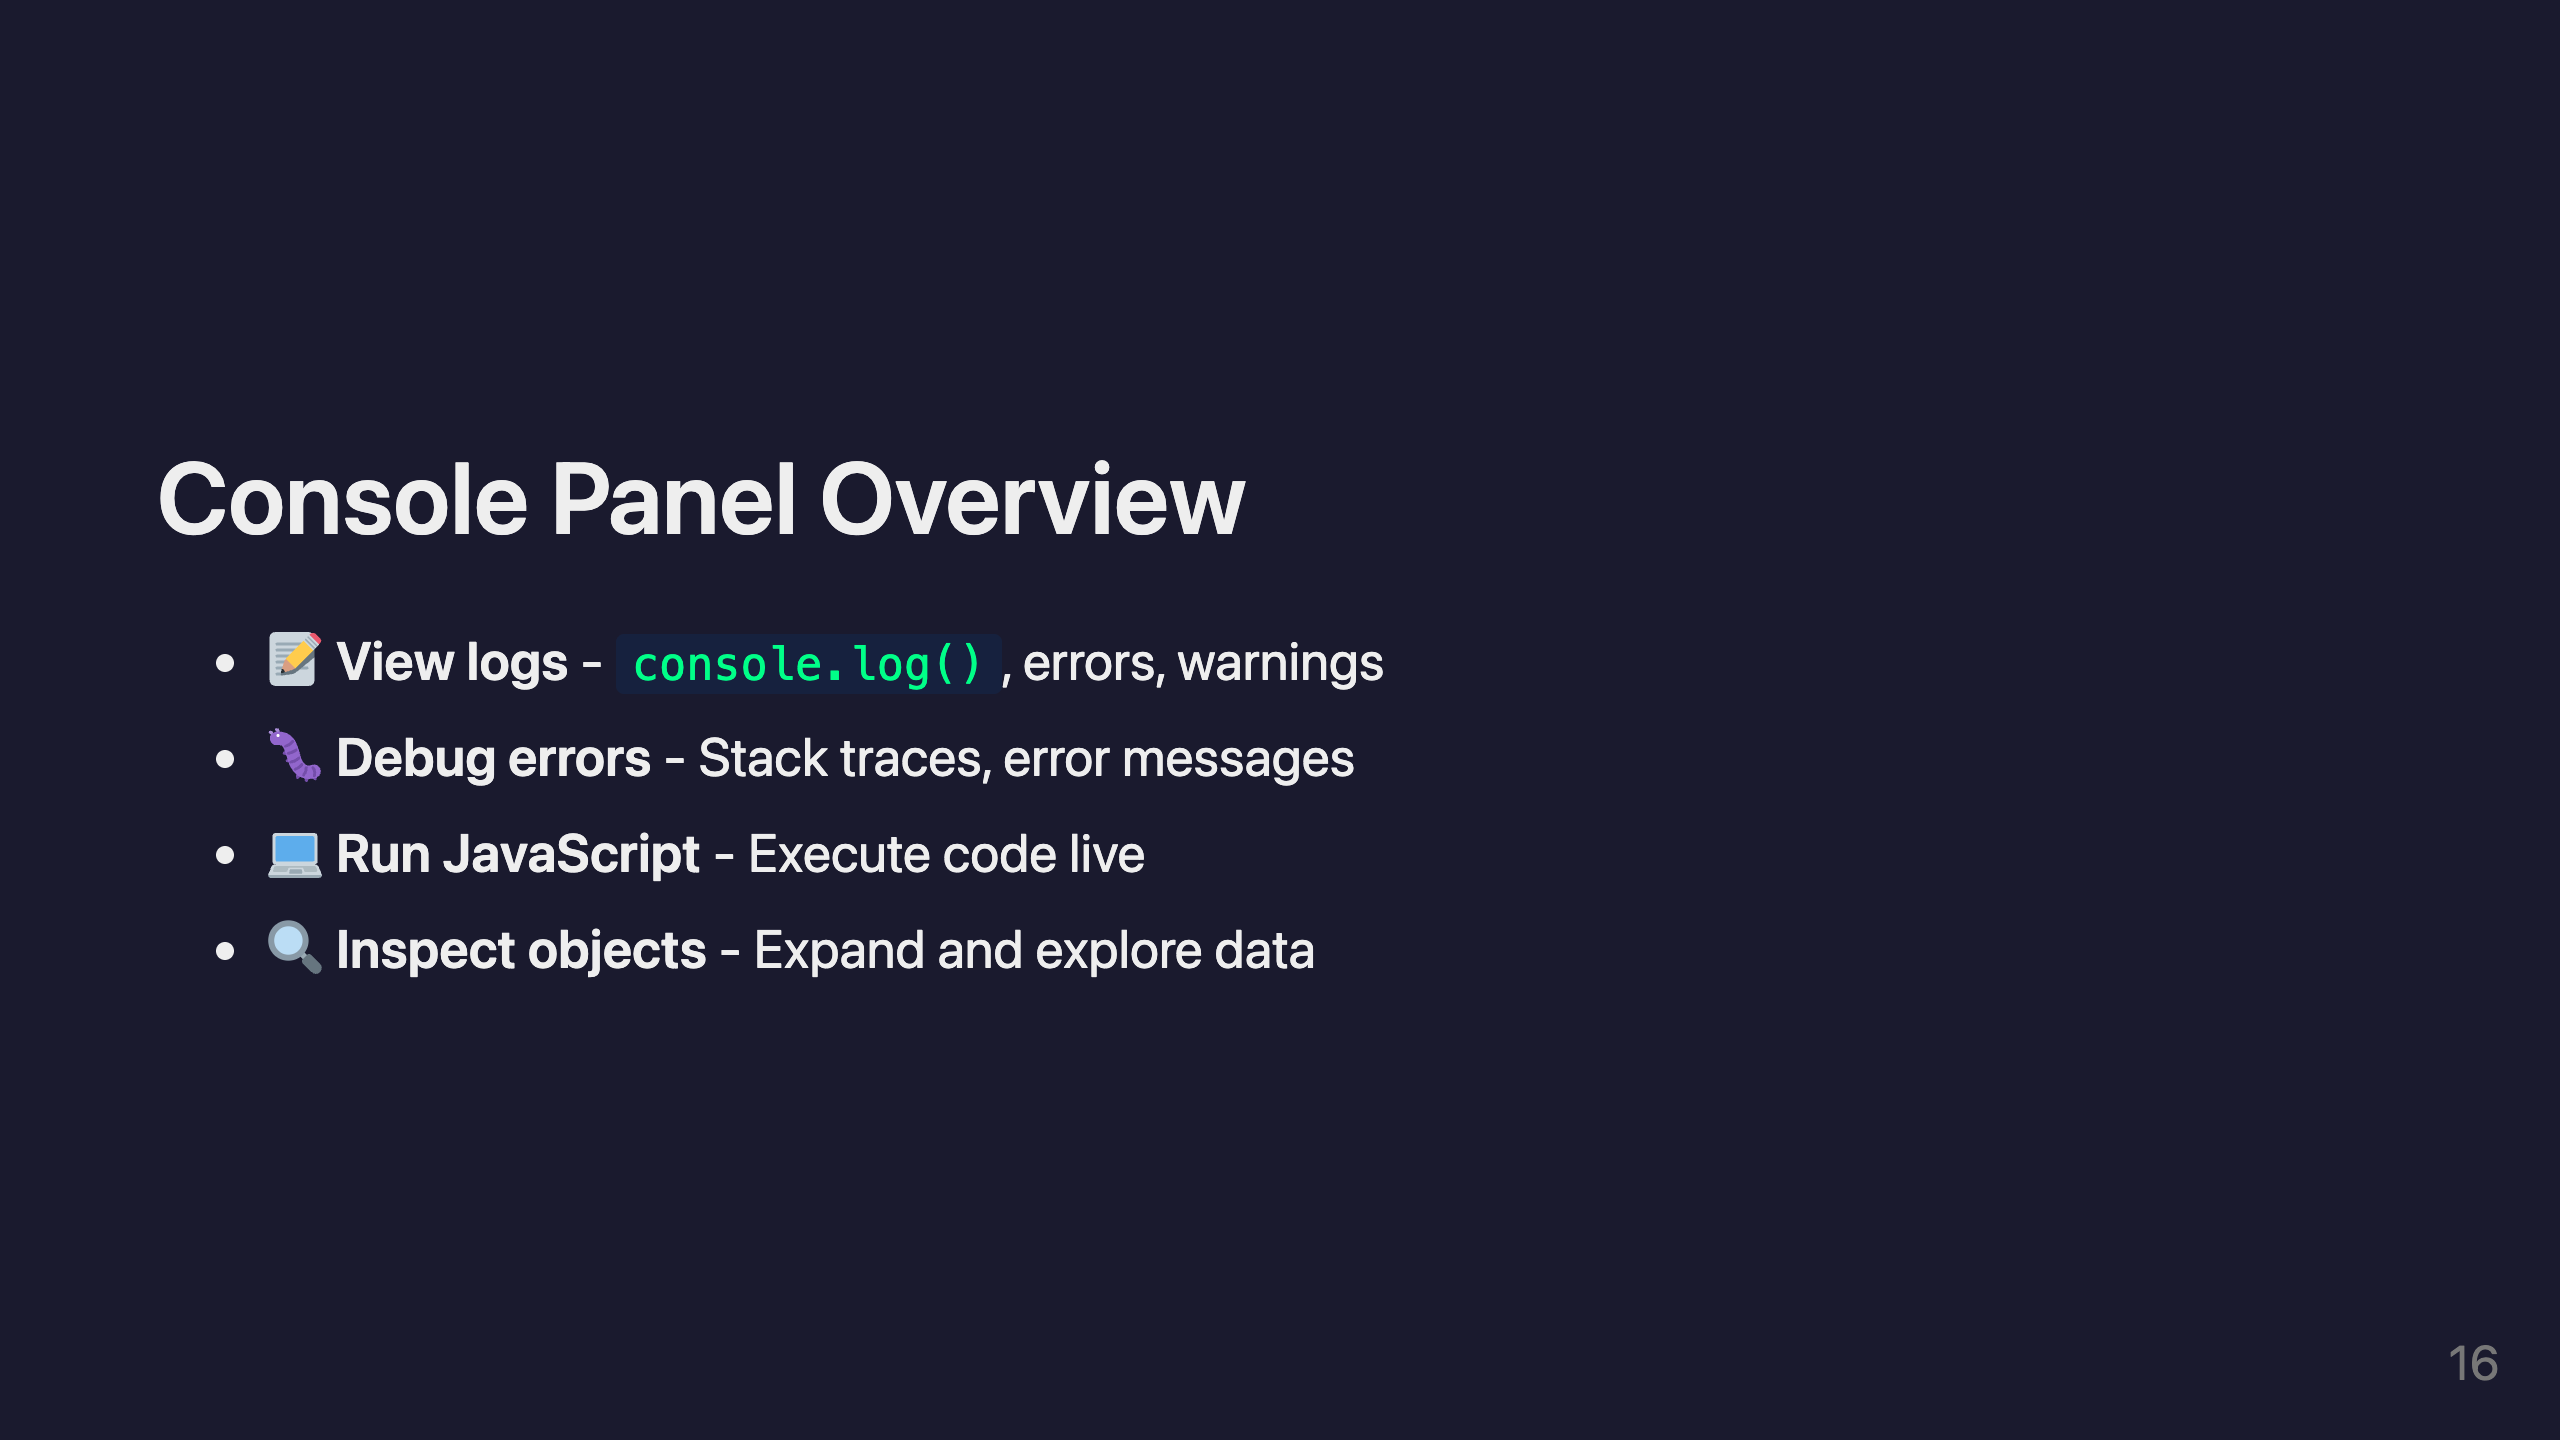 Console Panel Overview
• 📝 View logs - console.log(), errors, warnings
• 🐛 Debug errors - Stack traces, error messages
• 💻 Run JavaScript - Execute code live
• 🔍 Inspect objects - Expand and explore data
16